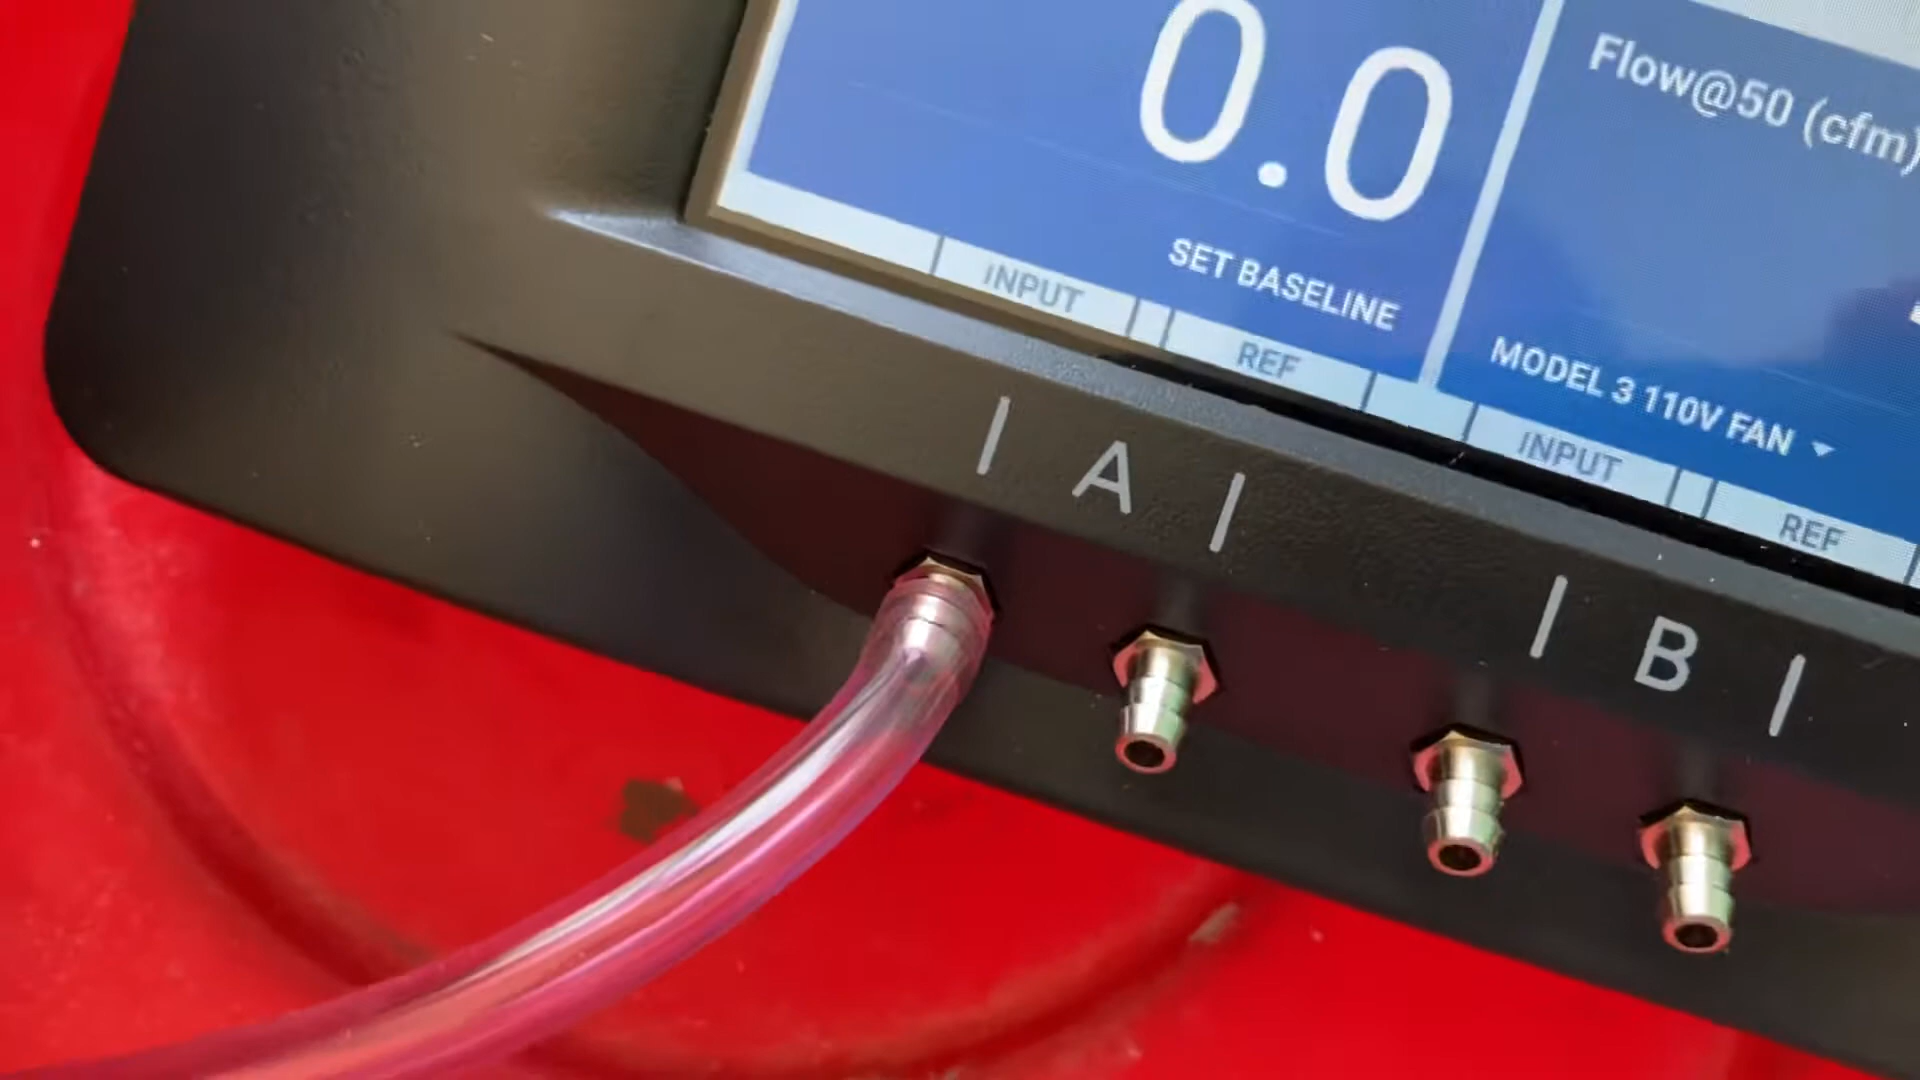 0.0
SET BASELINE
INPUT
REF
Flow@50 (cfm)
MODEL 3 110V FAN
INPUT
REF
| A |
| B |